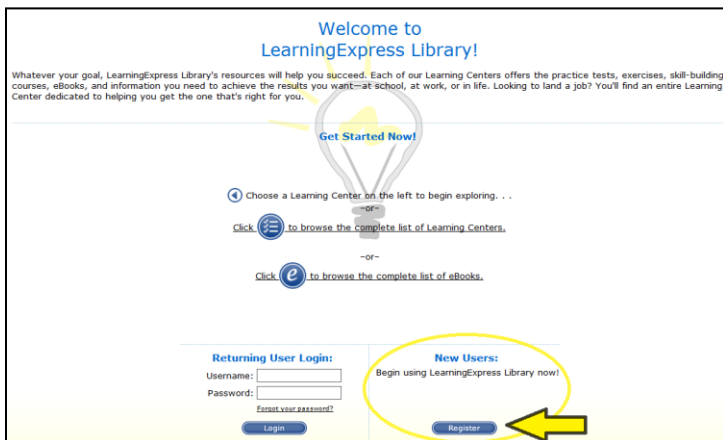 Welcome to
LearningExpress Library!
Whatever your goal, LearningExpress Library's resources will help you succeed. Each of our Learning Centers offers the practice tests, exercises, skill-building
courses, eBooks, and information you need to achieve the results you want—at school, at work, or in life. Looking to land a job? You'll find an entire Learning
Center dedicated to helping you get the one that's right for you.
Get Started Now!
Choose a Learning Center on the left to begin exploring. . .
-or-
Click to browse the complete list of Learning Centers.
-or-
Click e to browse the complete list of eBooks.
Returning User Login:
Username:
Password:
Forgot your password?
Login
New Users:
Begin using LearningExpress Library now!
Register